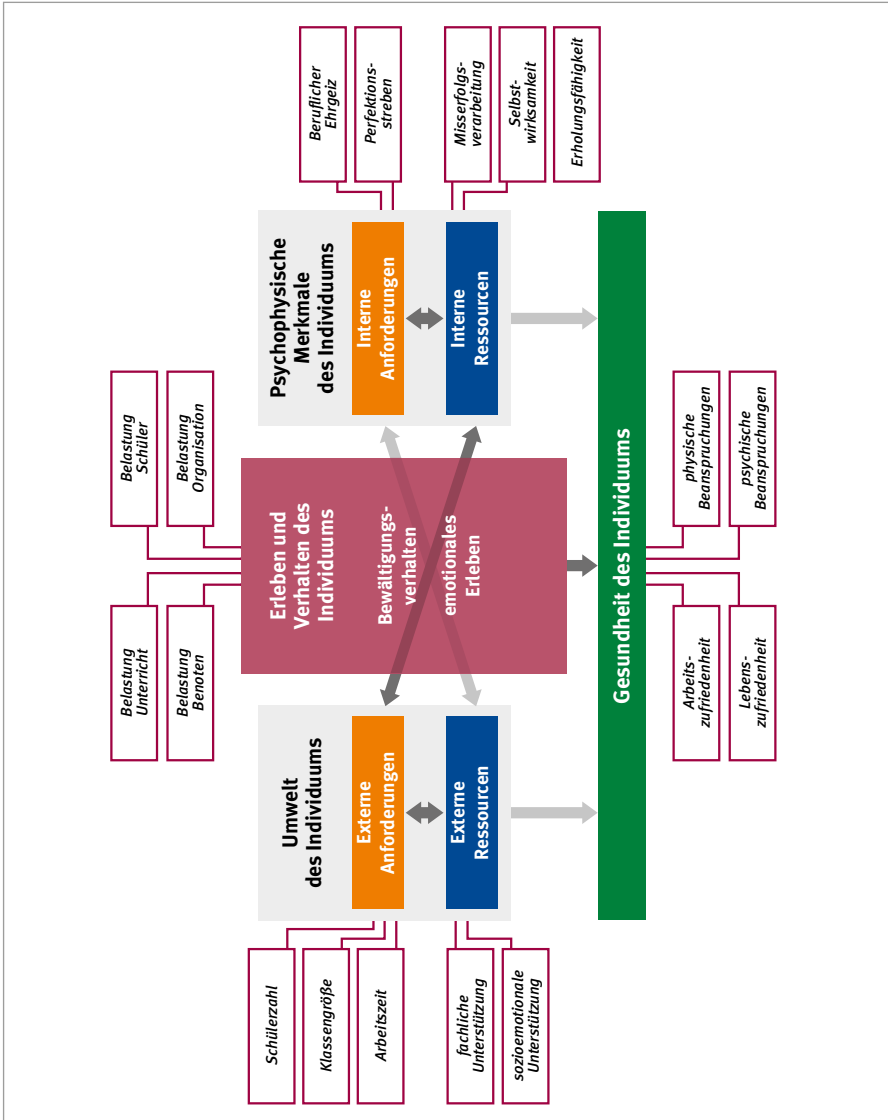 Belastung
Unterricht
Belastung
Benoten
Belastung
Schüler
Belastung
Organisation
Schülerzahl
Klassengröße
Arbeitszeit
fachliche
Unterstützung
sozioemotionale
Unterstützung
Umwelt
des Individuums
Externe
Anforderungen
Externe
Ressourcen
Erleben und
Verhalten des
Individuums
Bewältigungs-
verhalten
emotionales
Erleben
Psychophysische
Merkmale
des Individuums
Interne
Anforderungen
Interne
Ressourcen
Beruflicher
Ehrgeiz
Perfektions-
streben
Misserfolgs-
verarbeitung
Selbst-
wirksamkeit
Erholungsfähigkeit
Gesundheit des Individuums
Arbeits-
zufriedenheit
Lebens-
zufriedenheit
physische
Beanspruchungen
psychische
Beanspruchungen